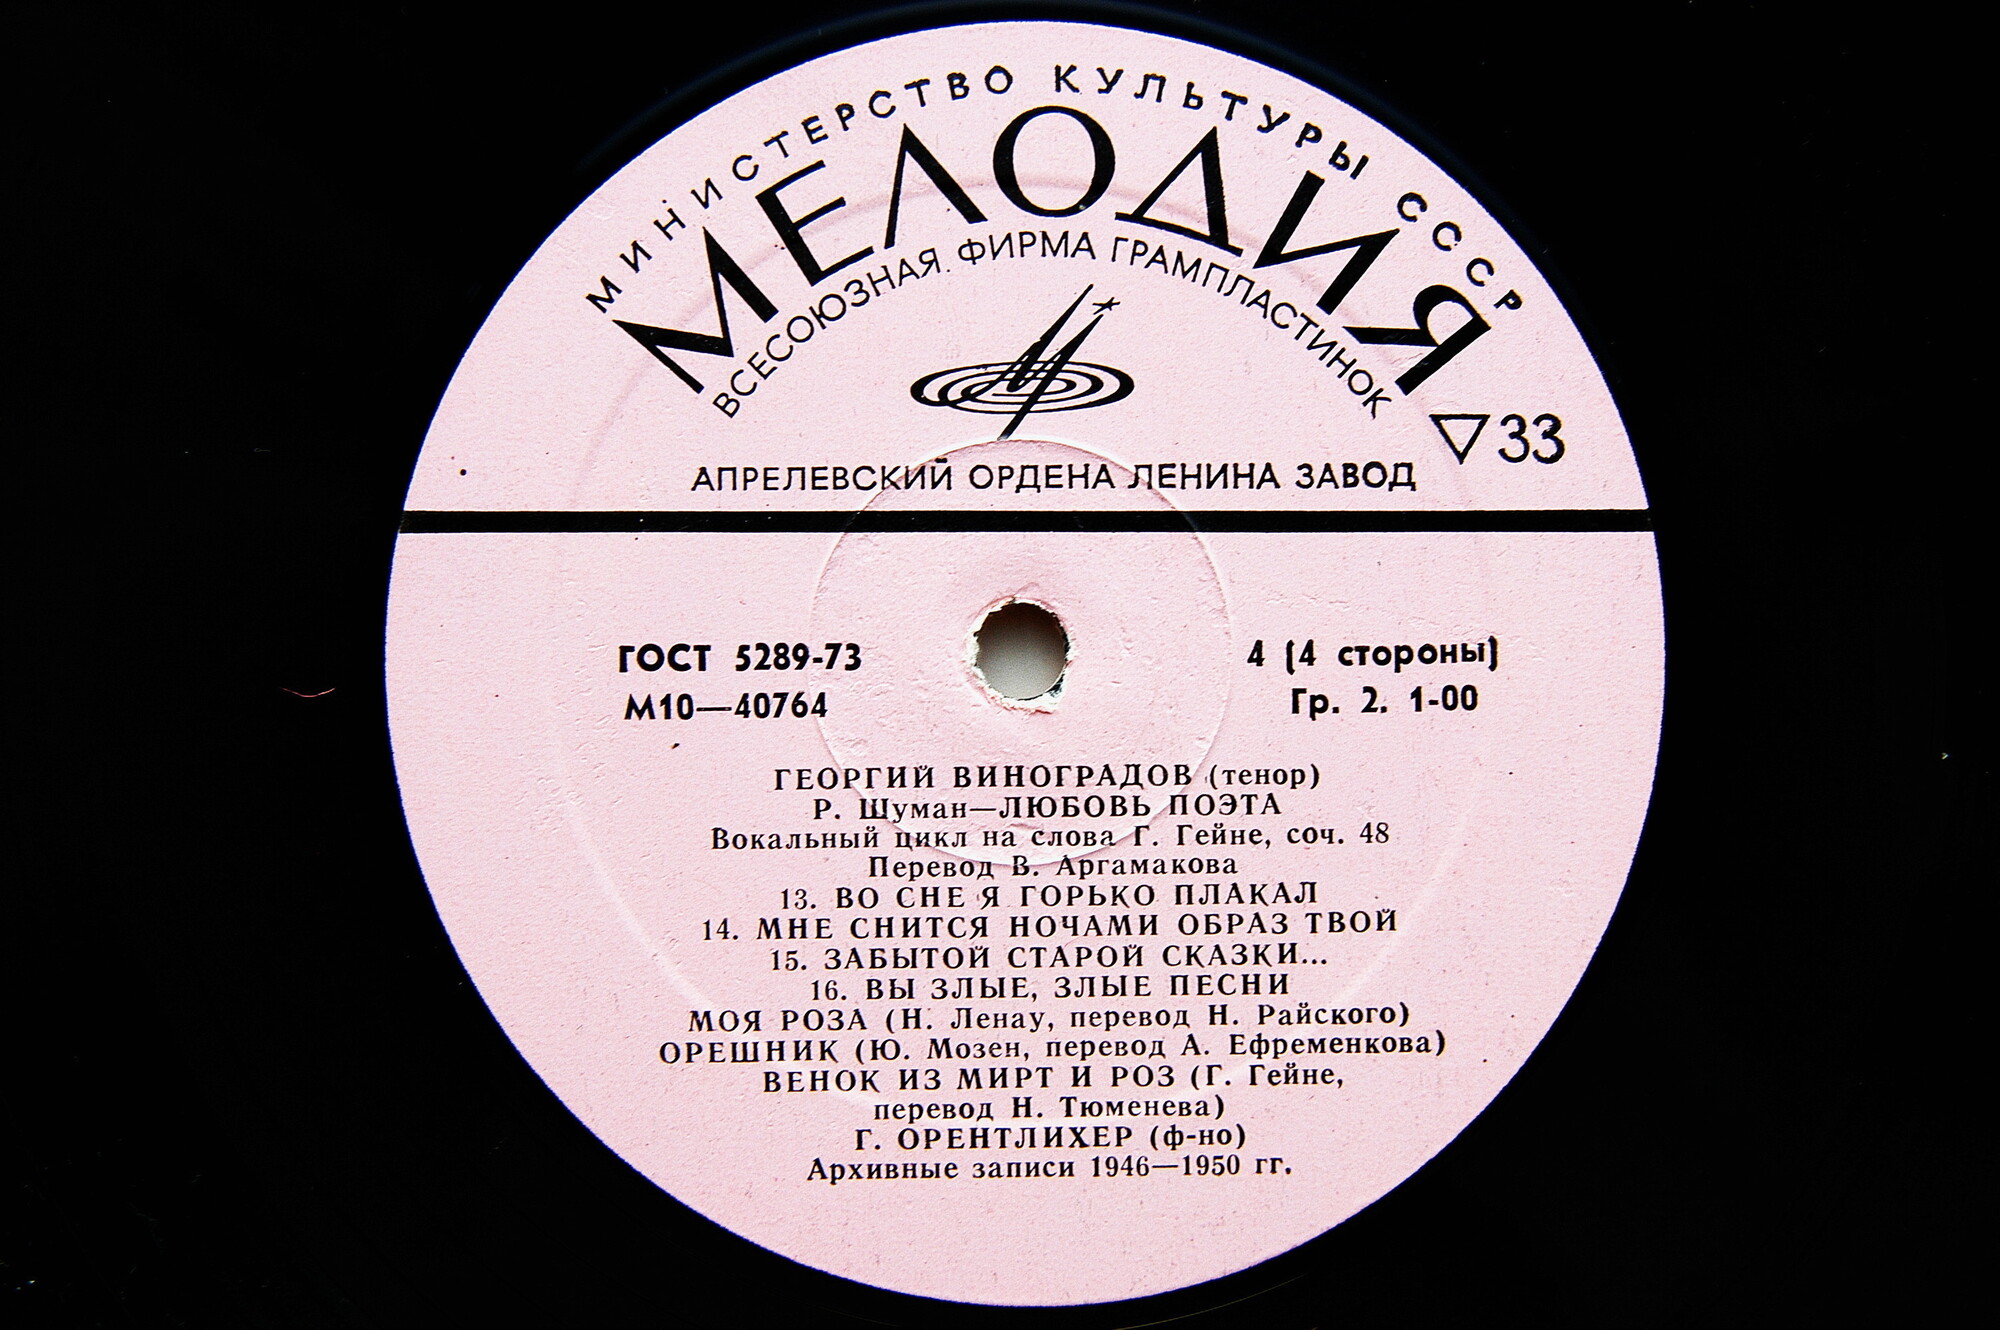 МИНИСТЕРСТВО КУЛЬТУРЫ СССР
МЕЛОДИЯ
ВСЕСОЮЗНАЯ ФИРМА ГРАМПЛАСТИНОК
33
АПРЕЛЕВСКИЙ ОРДЕНА ЛЕНИНА ЗАВОД
ГОСТ 5289-73
М10—40764
4 (4 стороны)
Гр. 2. 1-00
ГЕОРГИЙ ВИНОГРАДОВ (тенор)
Р. Шуман—ЛЮБОВЬ ПОЭТА
Вокальный цикл на слова Г. Гейне, соч. 48
Перевод В. Аргамакова
13. ВО СНЕ Я ГОРЬКО ПЛАКАЛ
14. МНЕ СНИТСЯ НОЧАМИ ОБРАЗ ТВОЙ
15. ЗАБЫТОЙ СТАРОЙ СКАЗКИ...
16. ВЫ ЗЛЫЕ, ЗЛЫЕ ПЕСНИ
МОЯ РОЗА (Н. Ленау, перевод Н. Райского)
ОРЕШНИК (Ю. Мозен, перевод А. Ефременкова)
ВЕНОК ИЗ МИРТ И РОЗ (Г. Гейне,
перевод Н. Тюменева)
Г. ОРЕНТЛИХЕР (ф-но)
Архивные записи 1946—1950 гг.